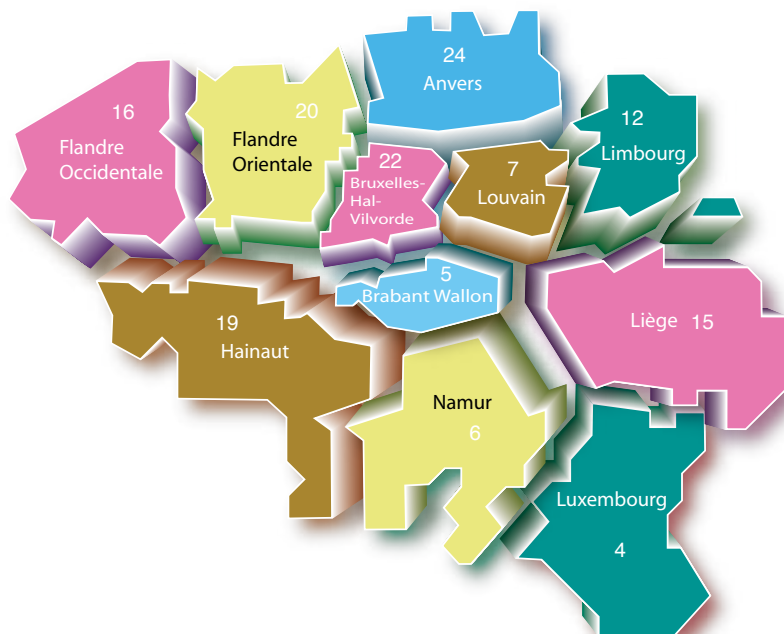 24
Anvers
16
Flandre
Occidentale
20
Flandre
Orientale
12
Limbourg
22
Bruxelles-
Hal-
Vilvorde
7
Louvain
5
Brabant Wallon
19
Hainaut
Liège 15
Namur
6
Luxembourg
4